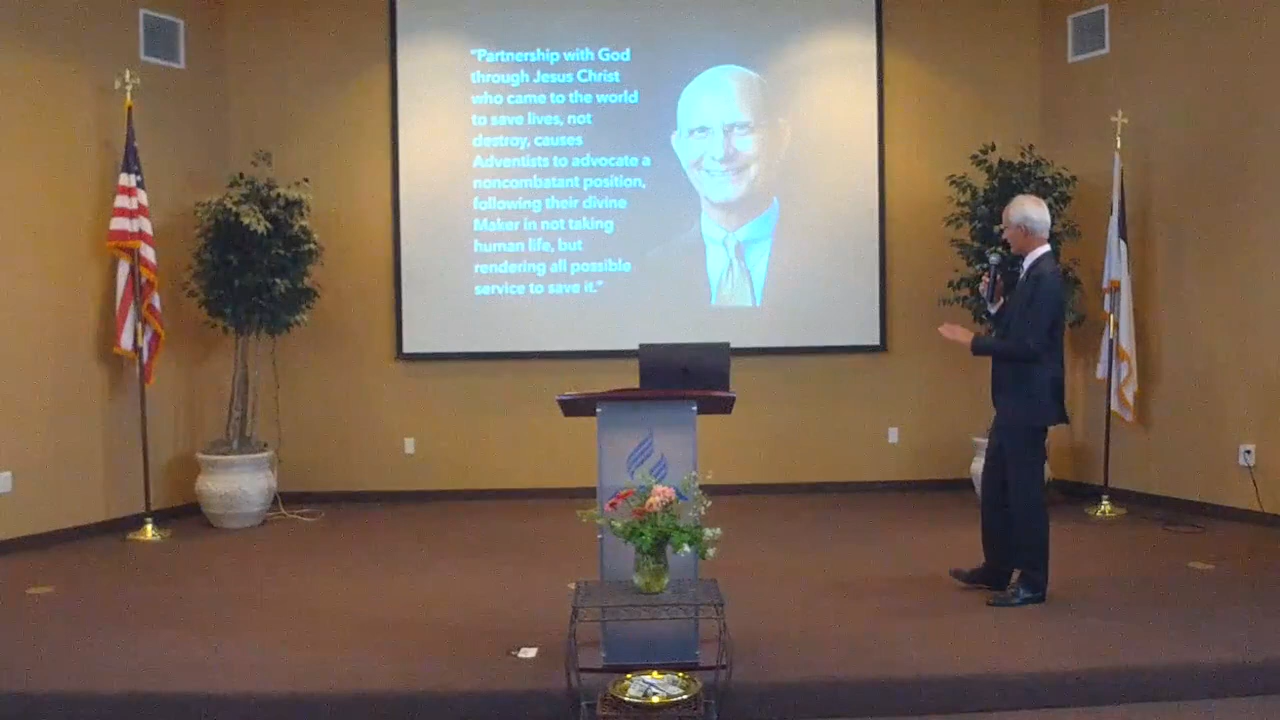 "Partnership with God
through Jesus Christ
who came to the world
to save lives, not
destroy, causes
Adventists to advocate a
noncombatant position,
following their divine
Maker in not taking
human life, but
rendering all possible
service to save it."